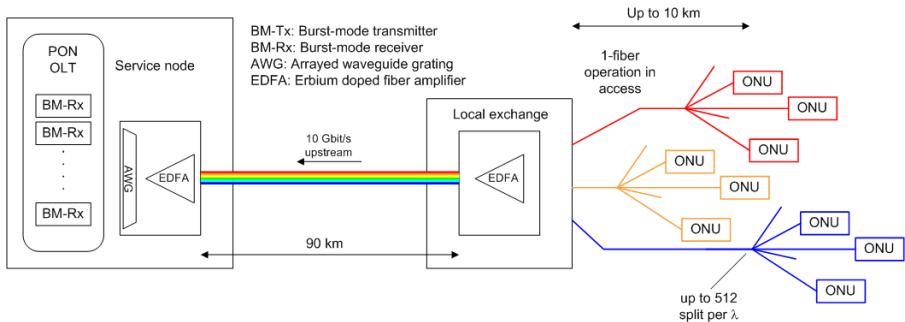 PON
OLT
Service node
BM-Rx
BM-Rx
BM-Rx
AWG
EDFA
BM-Tx: Burst-mode transmitter
BM-Rx: Burst-mode receiver
AWG: Arrayed waveguide grating
EDFA: Erbium doped fiber amplifier
10 Gbit/s
upstream
90 km
Local exchange
EDFA
Up to 10 km
1-fiber
operation in
access
ONU
ONU
ONU
ONU
ONU
ONU
ONU
ONU
ONU
up to 512
split per λ